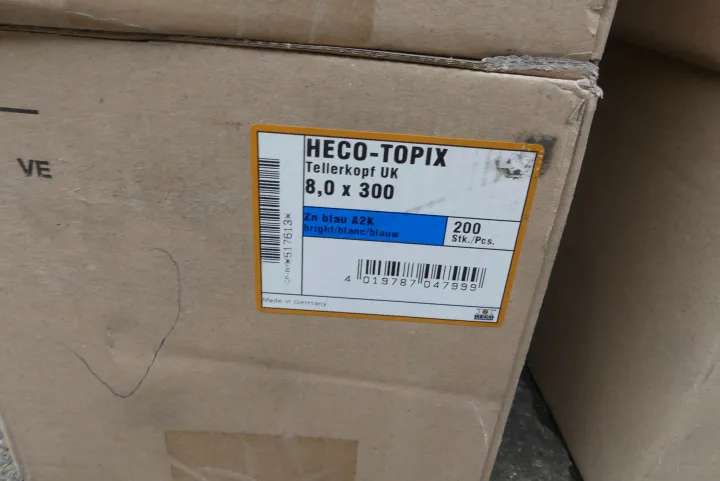 VE
HECO-TOPIX
Tellerkopf UK
8,0 x 300
Zn blau A2K
bright/blanc/blauw
200
Stk./Pcs.
*517613*
4 019787 047999
Made in Germany
HECO